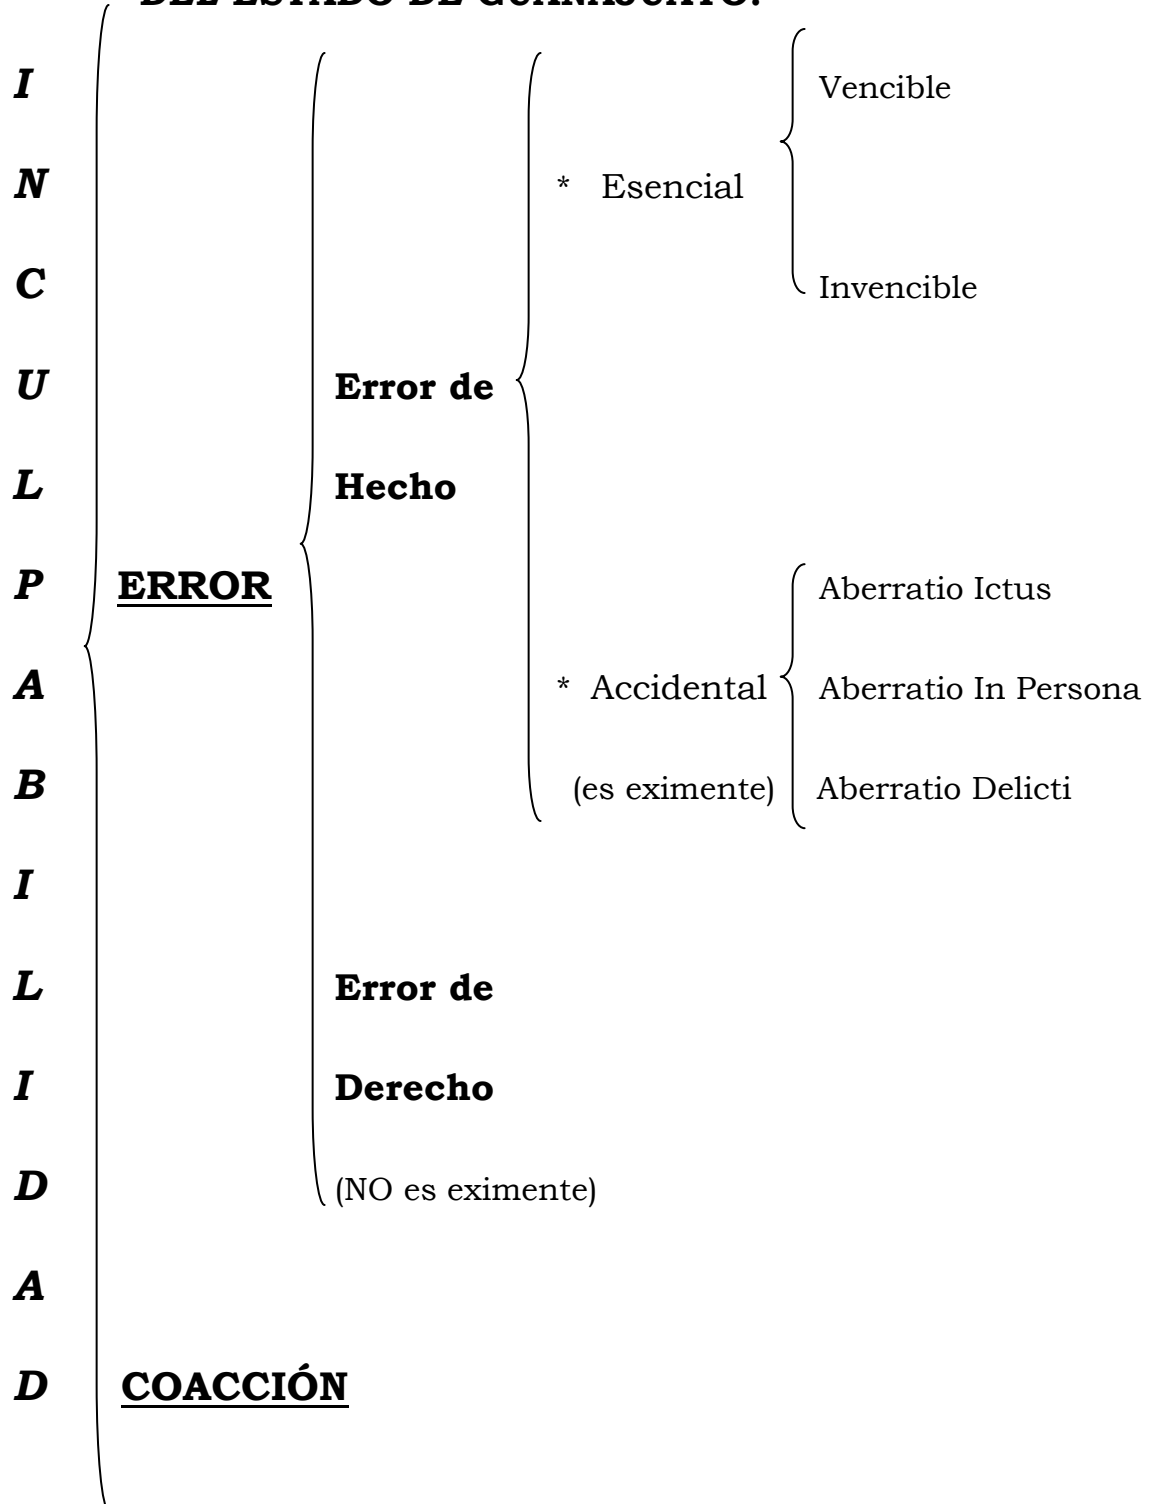 DEL ESTADO DE GUANAJUATO.
I
Vencible
N
* Esencial
C
Invencible
U
Error de
L
Hecho
P
ERROR
Aberratio Ictus
A
* Accidental
Aberratio In Persona
B
(es eximente)
Aberratio Delicti
I
L
Error de
I
Derecho
D
(NO es eximente)
A
D
COACCIÓN